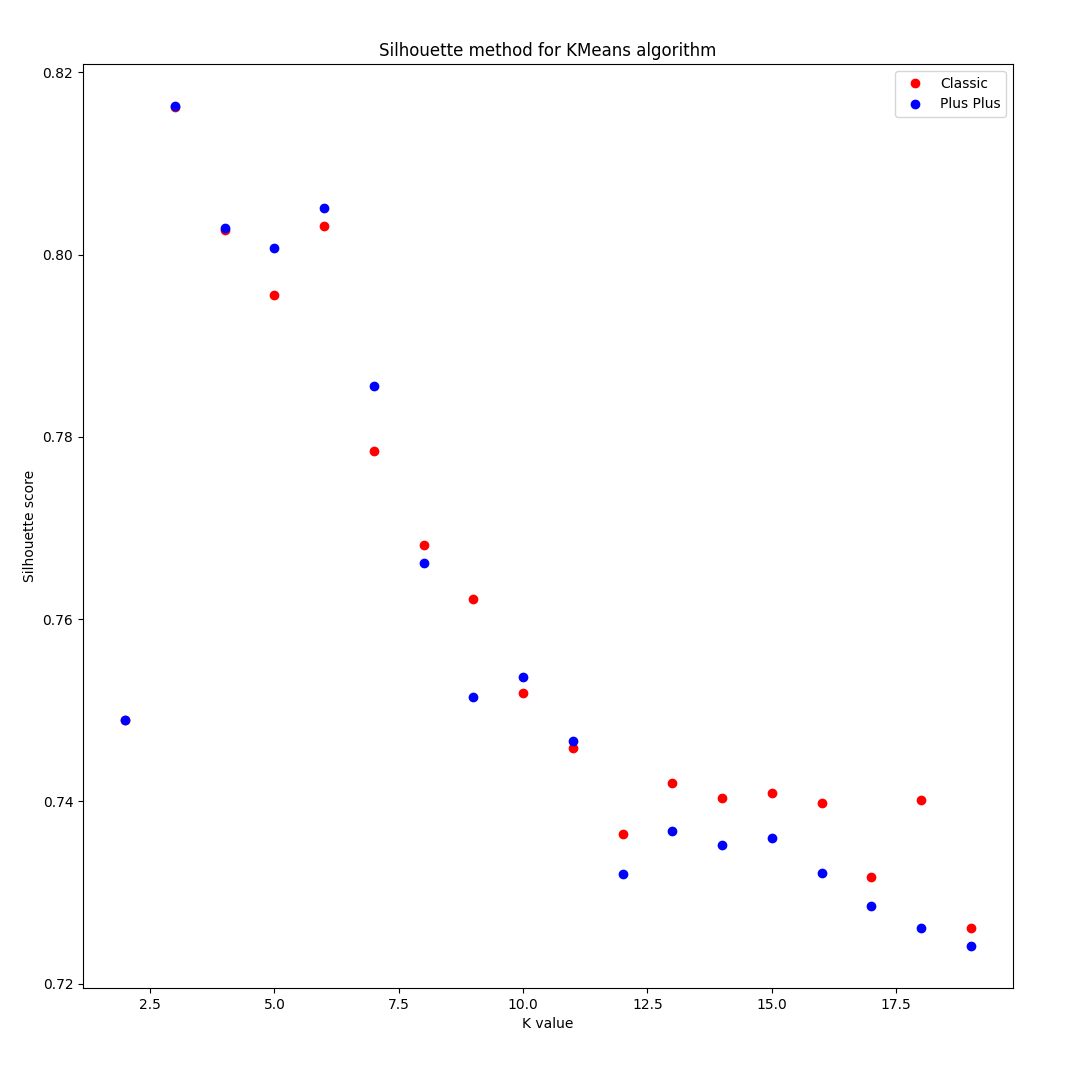 Silhouette method for KMeans algorithm
Classic
Plus Plus
0.82
0.80
0.78
0.76
0.74
0.72
Silhouette score
2.5 5.0 7.5 10.0 12.5 15.0 17.5
K value